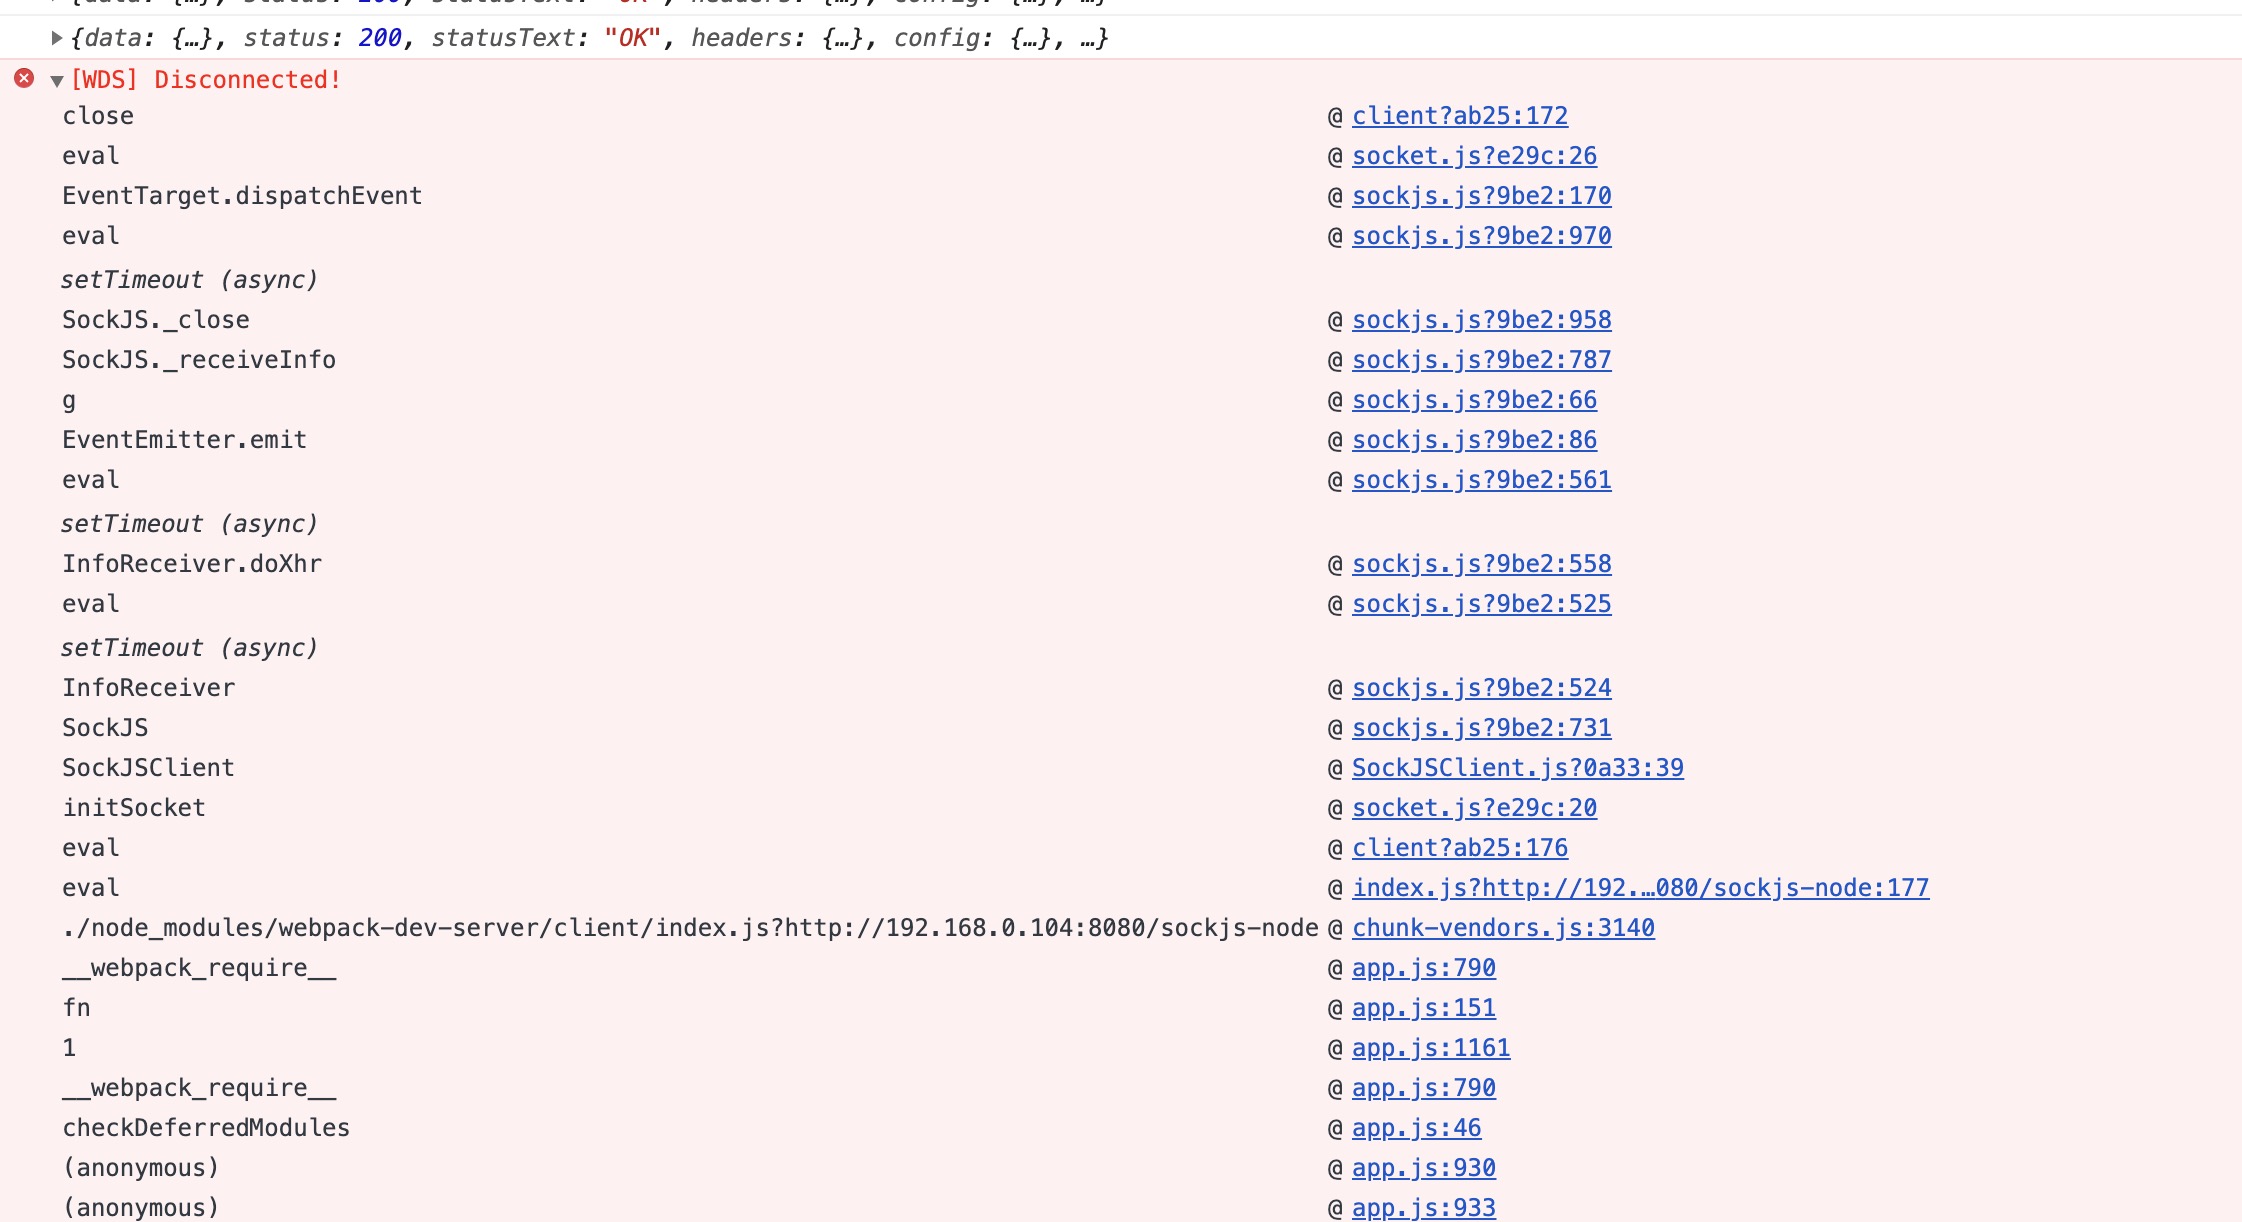 {data: {…}, status: 200, statusText: "OK", headers: {…}, config: {…}, …}
{data: {…}, status: 200, statusText: "OK", headers: {…}, config: {…}, …}
[WDS] Disconnected!
close @ client?ab25:172
eval @ socket.js?e29c:26
EventTarget.dispatchEvent @ sockjs.js?9be2:170
eval @ sockjs.js?9be2:970
setTimeout (async)
SockJS._close @ sockjs.js?9be2:958
SockJS._receiveInfo @ sockjs.js?9be2:787
g @ sockjs.js?9be2:66
EventEmitter.emit @ sockjs.js?9be2:86
eval @ sockjs.js?9be2:561
setTimeout (async)
InfoReceiver.doXhr @ sockjs.js?9be2:558
eval @ sockjs.js?9be2:525
setTimeout (async)
InfoReceiver @ sockjs.js?9be2:524
SockJS @ sockjs.js?9be2:731
SockJSClient @ SockJSClient.js?0a33:39
initSocket @ socket.js?e29c:20
eval @ client?ab25:176
eval @ index.js?http://192.…080/sockjs-node:177
./node_modules/webpack-dev-server/client/index.js?http://192.168.0.104:8080/sockjs-node @ chunk-vendors.js:3140
__webpack_require__ @ app.js:790
fn @ app.js:151
1 @ app.js:1161
__webpack_require__ @ app.js:790
checkDeferredModules @ app.js:46
(anonymous) @ app.js:930
(anonymous) @ app.js:933